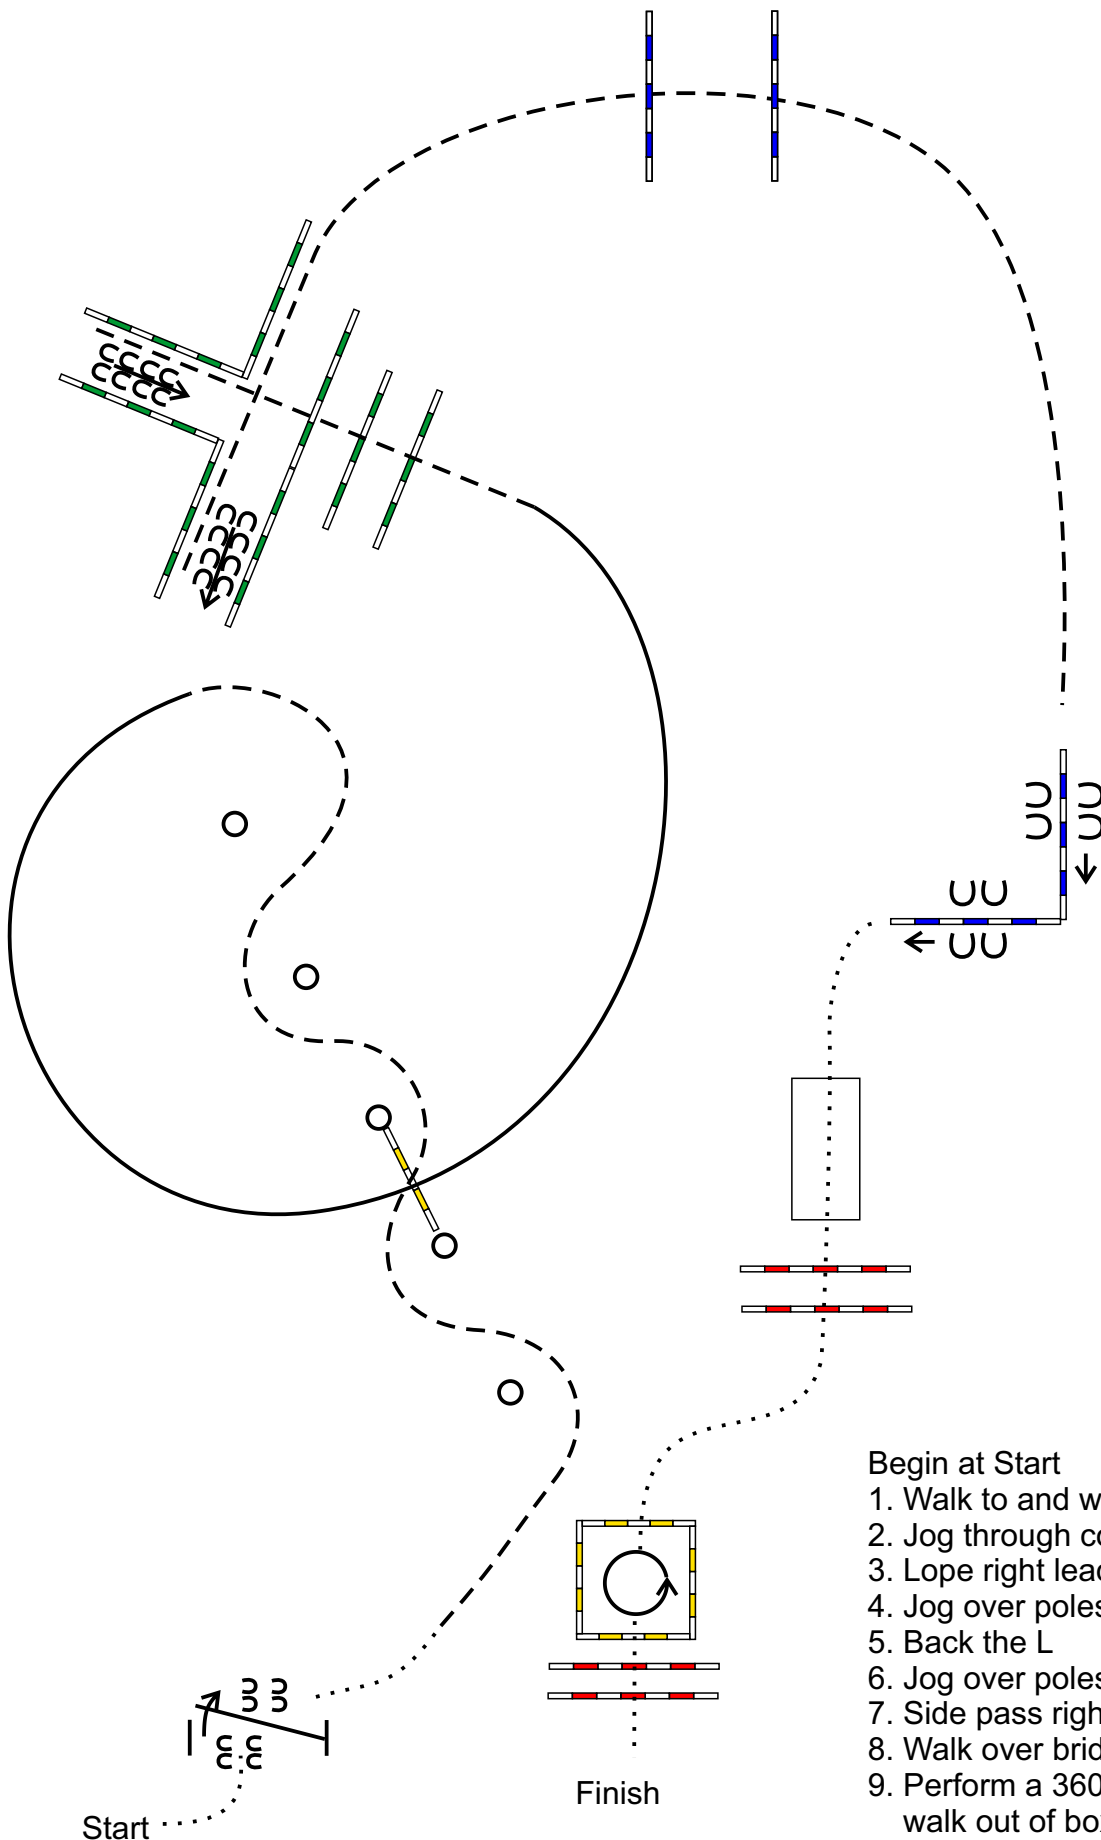 Begin at Start
1. Walk to and w
2. Jog through co
3. Lope right lead
4. Jog over poles
5. Back the L
6. Jog over poles
7. Side pass righ
8. Walk over brid
9. Perform a 360
walk out of box
Finish
Start